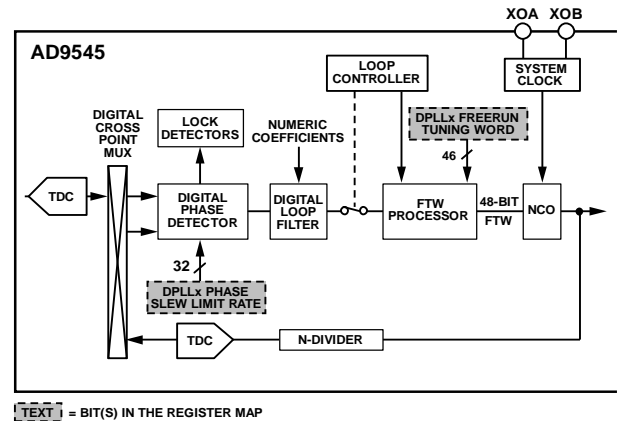 XOA XOB
AD9545
LOOP
CONTROLLER
SYSTEM
CLOCK
DIGITAL
CROSS
POINT
MUX
LOCK
DETECTORS
NUMERIC
COEFFICIENTS
DPLLx FREERUN
TUNING WORD
46
TDC
DIGITAL
PHASE
DETECTOR
DIGITAL
LOOP
FILTER
FTW
PROCESSOR
48-BIT
FTW
NCO
32
DPLLx PHASE
SLEW LIMIT RATE
TDC
N-DIVIDER
TEXT = BIT(S) IN THE REGISTER MAP